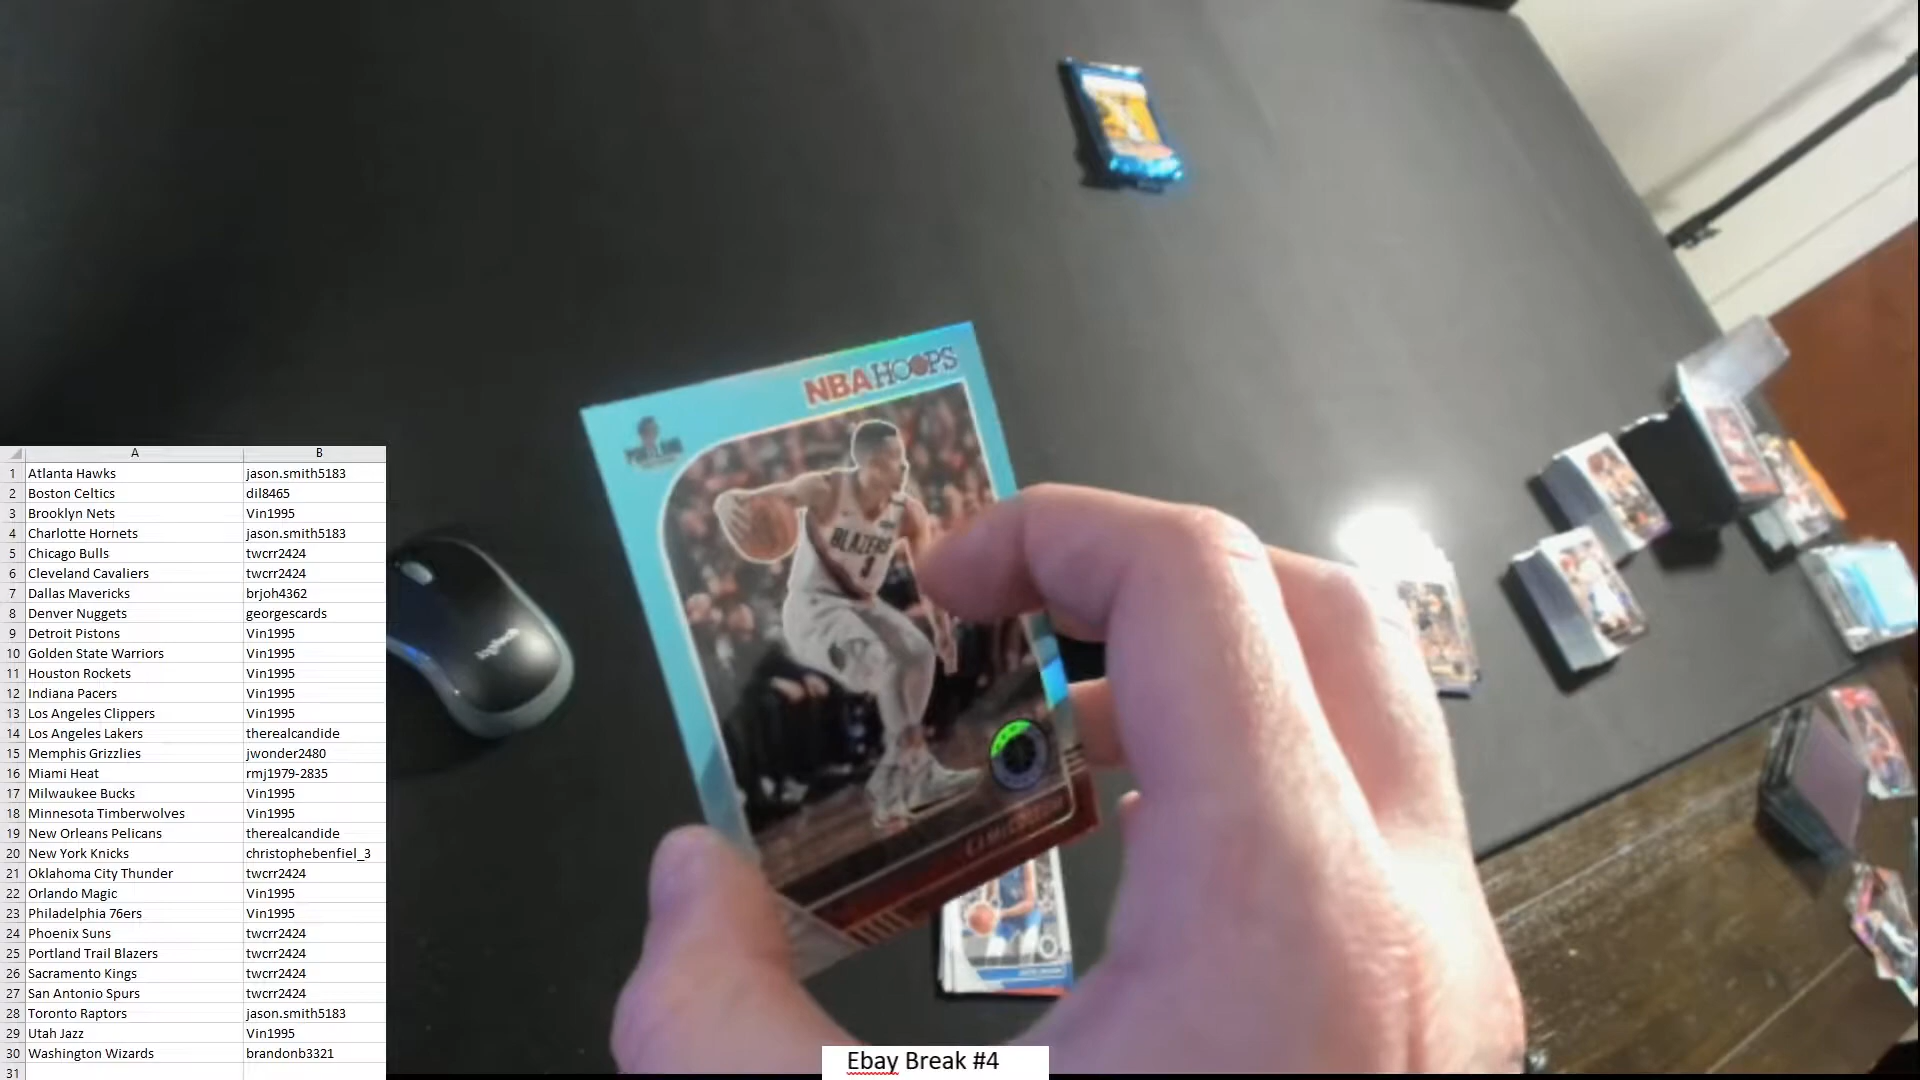 NBA HOOPS
PORTLAND
BLAZERS
logitech
A B
1 Atlanta Hawks jason.smith5183
2 Boston Celtics dil8465
3 Brooklyn Nets Vin1995
4 Charlotte Hornets jason.smith5183
5 Chicago Bulls twcrr2424
6 Cleveland Cavaliers twcrr2424
7 Dallas Mavericks brjoh4362
8 Denver Nuggets georgescards
9 Detroit Pistons Vin1995
10 Golden State Warriors Vin1995
11 Houston Rockets Vin1995
12 Indiana Pacers Vin1995
13 Los Angeles Clippers Vin1995
14 Los Angeles Lakers therealcandide
15 Memphis Grizzlies jwonder2480
16 Miami Heat rmj1979-2835
17 Milwaukee Bucks Vin1995
18 Minnesota Timberwolves Vin1995
19 New Orleans Pelicans therealcandide
20 New York Knicks christophebenfiel_3
21 Oklahoma City Thunder twcrr2424
22 Orlando Magic Vin1995
23 Philadelphia 76ers Vin1995
24 Phoenix Suns twcrr2424
25 Portland Trail Blazers twcrr2424
26 Sacramento Kings twcrr2424
27 San Antonio Spurs twcrr2424
28 Toronto Raptors jason.smith5183
29 Utah Jazz Vin1995
30 Washington Wizards brandonb3321
31
Ebay Break #4